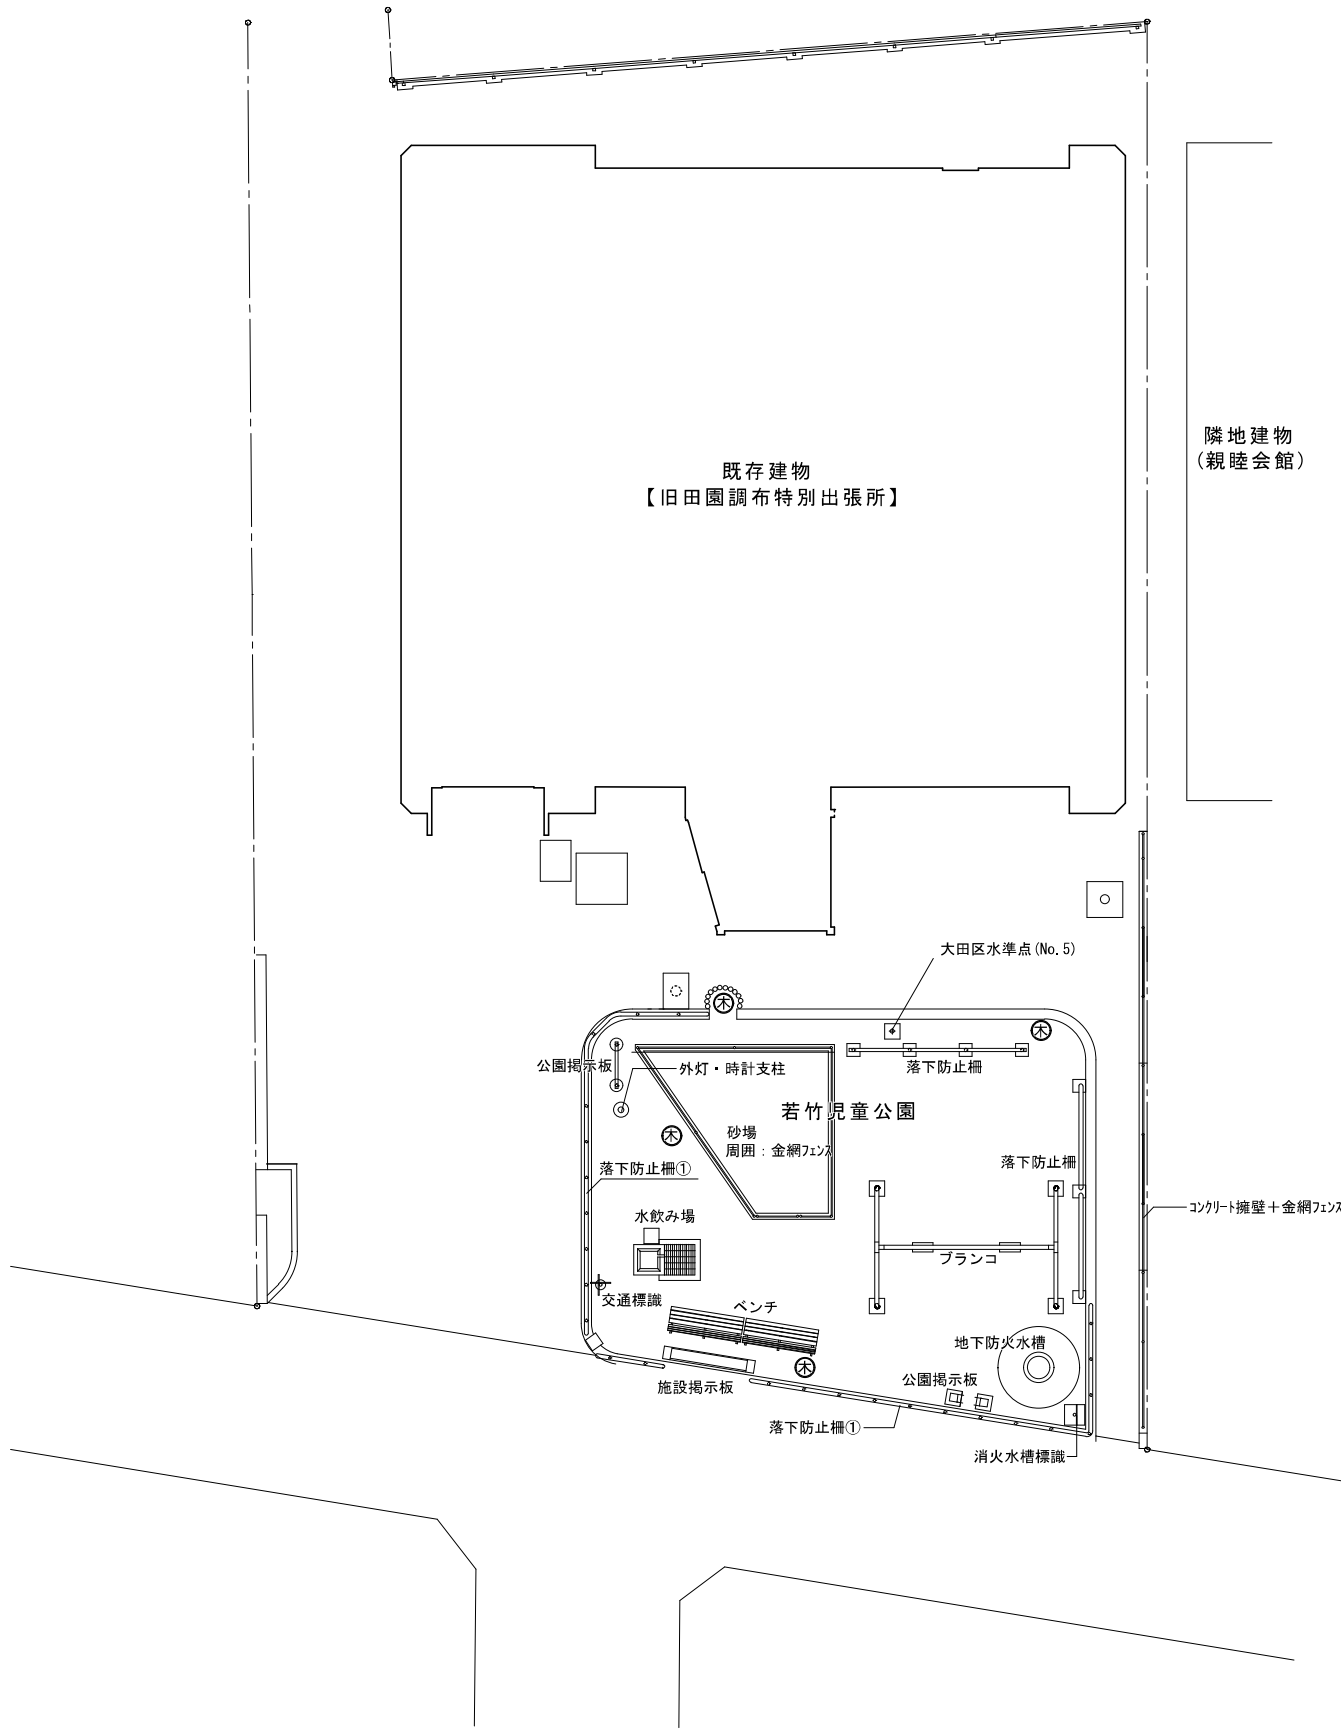 隣地建物
(親睦会館)
既存建物
【旧田園調布特別出張所】
大田区水準点(No.5)
木
木
公園掲示板
外灯・時計支柱
落下防止柵
若竹児童公園
木
砂場
周囲：金網フェンス
落下防止柵①
落下防止柵
コンクリート擁壁＋金網フェンス
水飲み場
ブランコ
交通標識
ベンチ
地下防火水槽
木
施設掲示板
公園掲示板
落下防止柵①
消火水槽標識